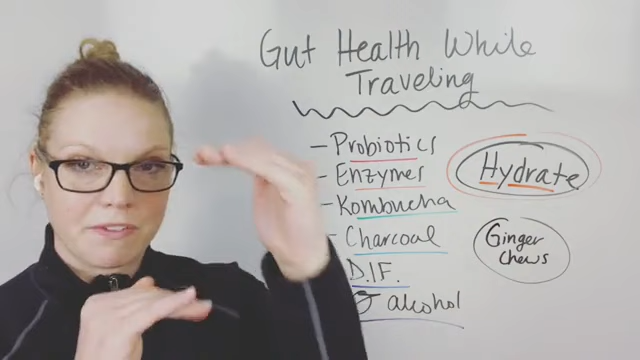 Gut Health While
Traveling
- Probiotics
- Enzymes
- Kombucha
- Charcoal
D.I.F.
alcohol
Hydrate
Ginger
chews